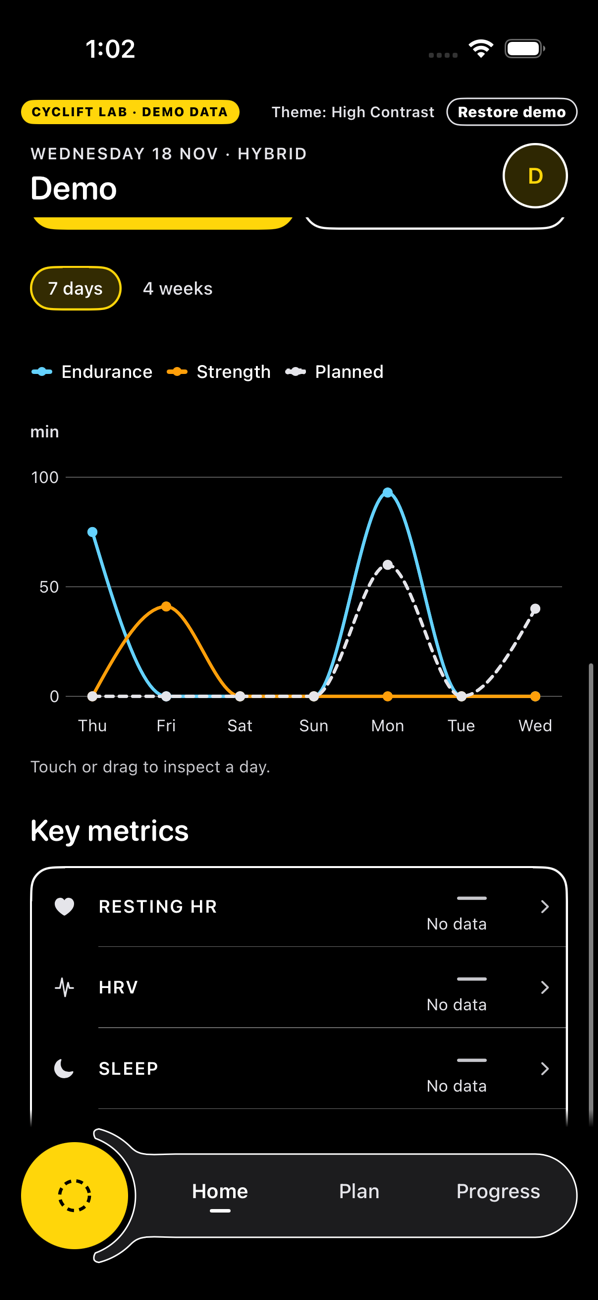 1:02
CYCLIFT LAB · DEMO DATA
Theme: High Contrast
Restore demo
WEDNESDAY 18 NOV · HYBRID
Demo
D
7 days
4 weeks
Endurance
Strength
Planned
min
100
50
0
Thu Fri Sat Sun Mon Tue Wed
Touch or drag to inspect a day.
Key metrics
RESTING HR
No data
HRV
No data
SLEEP
No data
Home
Plan
Progress